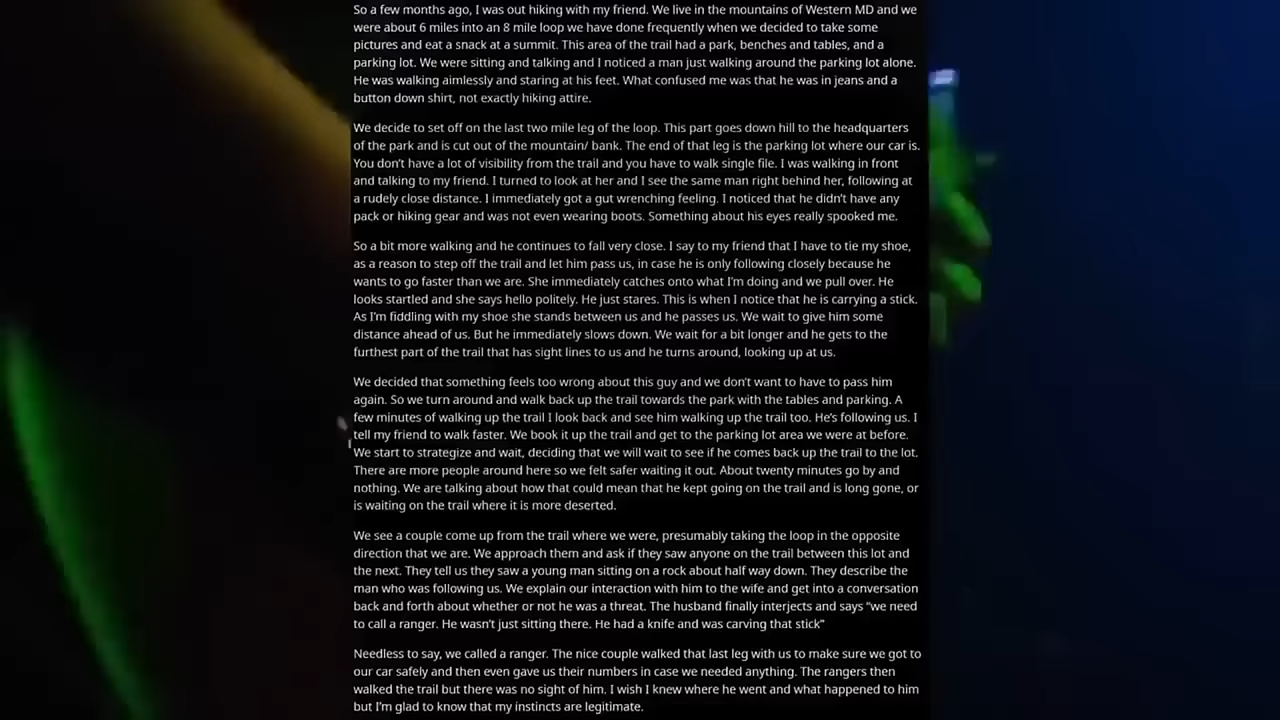 So a few months ago, I was out hiking with my friend. We live in the mountains of Western MD and we
were about 6 miles into an 8 mile loop we have done frequently when we decided to take some
pictures and eat a snack at a summit. This area of the trail had a park, benches and tables, and a
parking lot. We were sitting and talking and I noticed a man just walking around the parking lot alone.
He was walking aimlessly and staring at his feet. What confused me was that he was in jeans and a
button down shirt, not exactly hiking attire.
We decide to set off on the last two mile leg of the loop. This part goes down hill to the headquarters
of the park and is cut out of the mountain/ bank. The end of that leg is the parking lot where our car is.
You don’t have a lot of visibility from the trail and you have to walk single file. I was walking in front
and talking to my friend. I turned to look at her and I see the same man right behind her, following at
a rudely close distance. I immediately got a gut wrenching feeling. I noticed that he didn’t have any
pack or hiking gear and was not even wearing boots. Something about his eyes really spooked me.
So a bit more walking and he continues to fall very close. I say to my friend that I have to tie my shoe,
as a reason to step off the trail and let him pass us, in case he is only following closely because he
wants to go faster than we are. She immediately catches onto what I’m doing and we pull over. He
looks startled and she says hello politely. He just stares. This is when I notice that he is carrying a stick.
As I’m fiddling with my shoe she stands between us and he passes us. We wait to give him some
distance ahead of us. But he immediately slows down. We wait for a bit longer and he gets to the
furthest part of the trail that has sight lines to us and he turns around, looking up at us.
We decided that something feels too wrong about this guy and we don’t want to have to pass him
again. So we turn around and walk back up the trail towards the park with the tables and parking. A
few minutes of walking up the trail I look back and see him walking up the trail too. He’s following us. I
tell my friend to walk faster. We book it up the trail and get to the parking lot area we were at before.
We start to strategize and wait, deciding that we will wait to see if he comes back up the trail to the lot.
There are more people around here so we felt safer waiting it out. About twenty minutes go by and
nothing. We are talking about how that could mean that he kept going on the trail and is long gone, or
is waiting on the trail where it is more deserted.
We see a couple come up from the trail where we were, presumably taking the loop in the opposite
direction that we are. We approach them and ask if they saw anyone on the trail between this lot and
the next. They tell us they saw a young man sitting on a rock about half way down. They describe the
man who was following us. We explain our interaction with him to the wife and get into a conversation
back and forth about whether or not he was a threat. The husband finally interjects and says “we need
to call a ranger. He wasn’t just sitting there. He had a knife and was carving that stick”
Needless to say, we called a ranger. The nice couple walked that last leg with us to make sure we got to
our car safely and then even gave us their numbers in case we needed anything. The rangers then
walked the trail but there was no sight of him. I wish I knew where he went and what happened to him
but I’m glad to know that my instincts are legitimate.